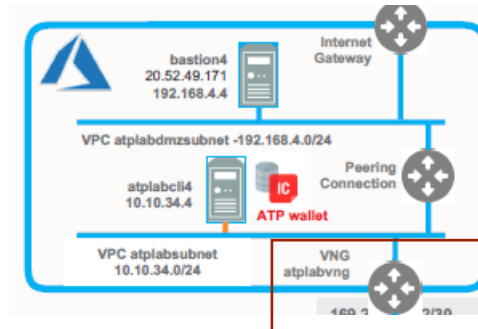 Internet
Gateway
bastion4
20.52.49.171
192.168.4.4
VPC atplabdmzsubnet -192.168.4.0/24
Peering
Connection
atplabcli4
10.10.34.4
IC
ATP wallet
VPC atplabsubnet
10.10.34.0/24
VNG
atplabvng